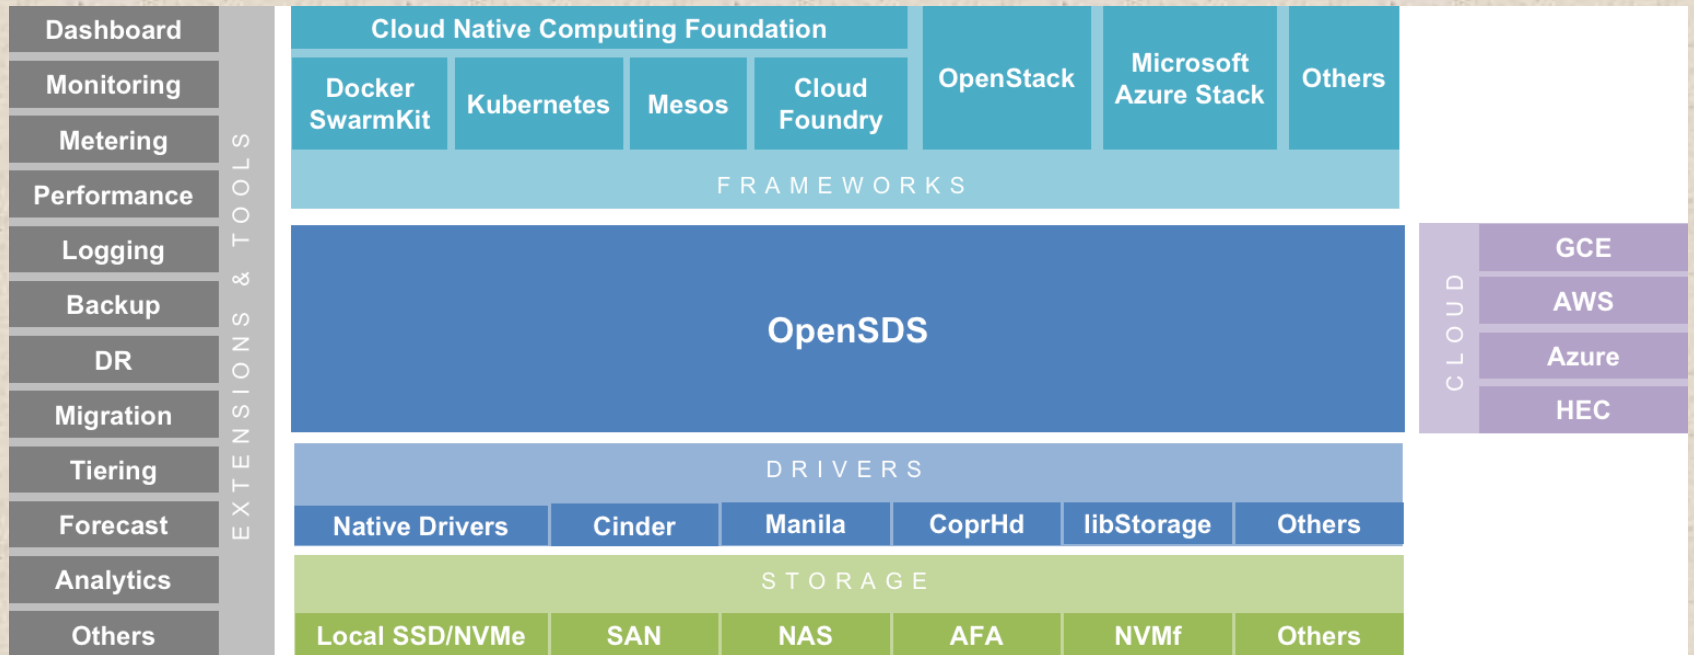 Dashboard
Monitoring
Metering
Performance
Logging
Backup
DR
Migration
Tiering
Forecast
Analytics
Others
EXTENSIONS & TOOLS
Cloud Native Computing Foundation
Docker
SwarmKit
Kubernetes
Mesos
Cloud
Foundry
OpenStack
Microsoft
Azure Stack
Others
FRAMEWORKS
OpenSDS
CLOUD
GCE
AWS
Azure
HEC
DRIVERS
Native Drivers
Cinder
Manila
CoprHd
libStorage
Others
STORAGE
Local SSD/NVMe
SAN
NAS
AFA
NVMf
Others